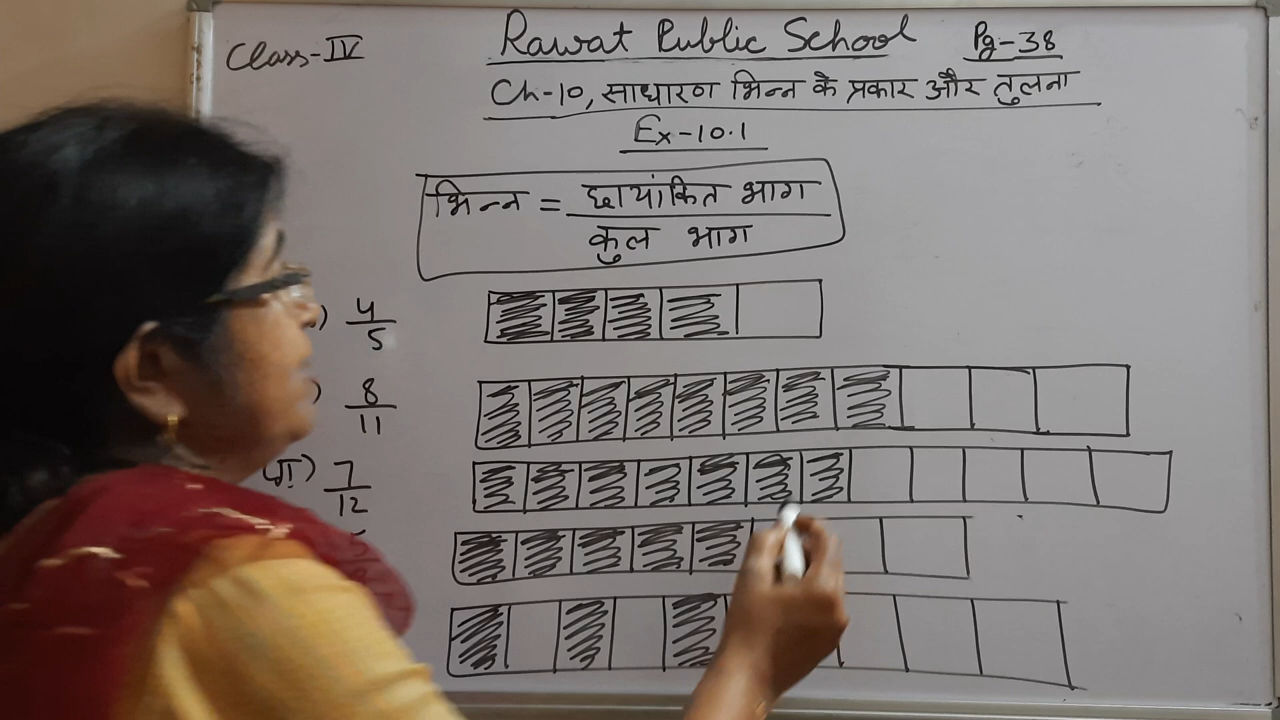 Class-IV
Rawat Public School
Pg-38
Ch-10, साधारण भिन्न के प्रकार और तुलना
Ex-10.1
भिन्न = छायांकित भाग / कुल भाग
4/5
8/11
(ग) 7/12